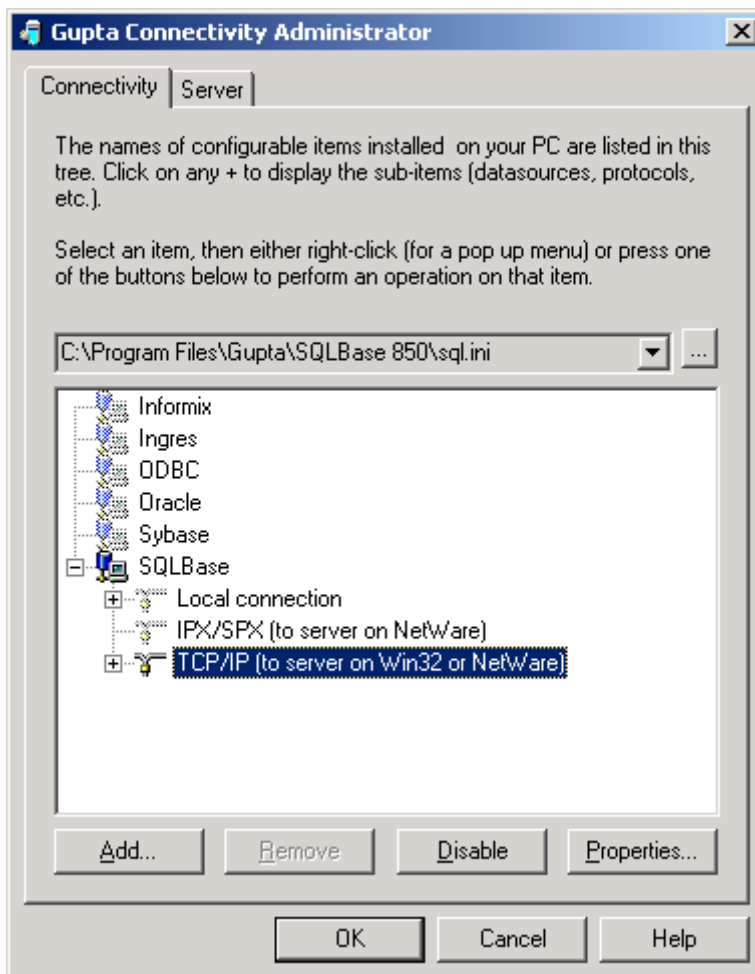 Gupta Connectivity Administrator
Connectivity
Server
The names of configurable items installed on your PC are listed in this
tree. Click on any + to display the sub-items (datasources, protocols,
etc.).
Select an item, then either right-click (for a pop up menu) or press one
of the buttons below to perform an operation on that item.
C:\Program Files\Gupta\SQLBase 850\sql.ini
...
Informix
Ingres
ODBC
Oracle
Sybase
SQLBase
Local connection
IPX/SPX (to server on NetWare)
TCP/IP (to server on Win32 or NetWare)
Add...
Remove
Disable
Properties...
OK
Cancel
Help